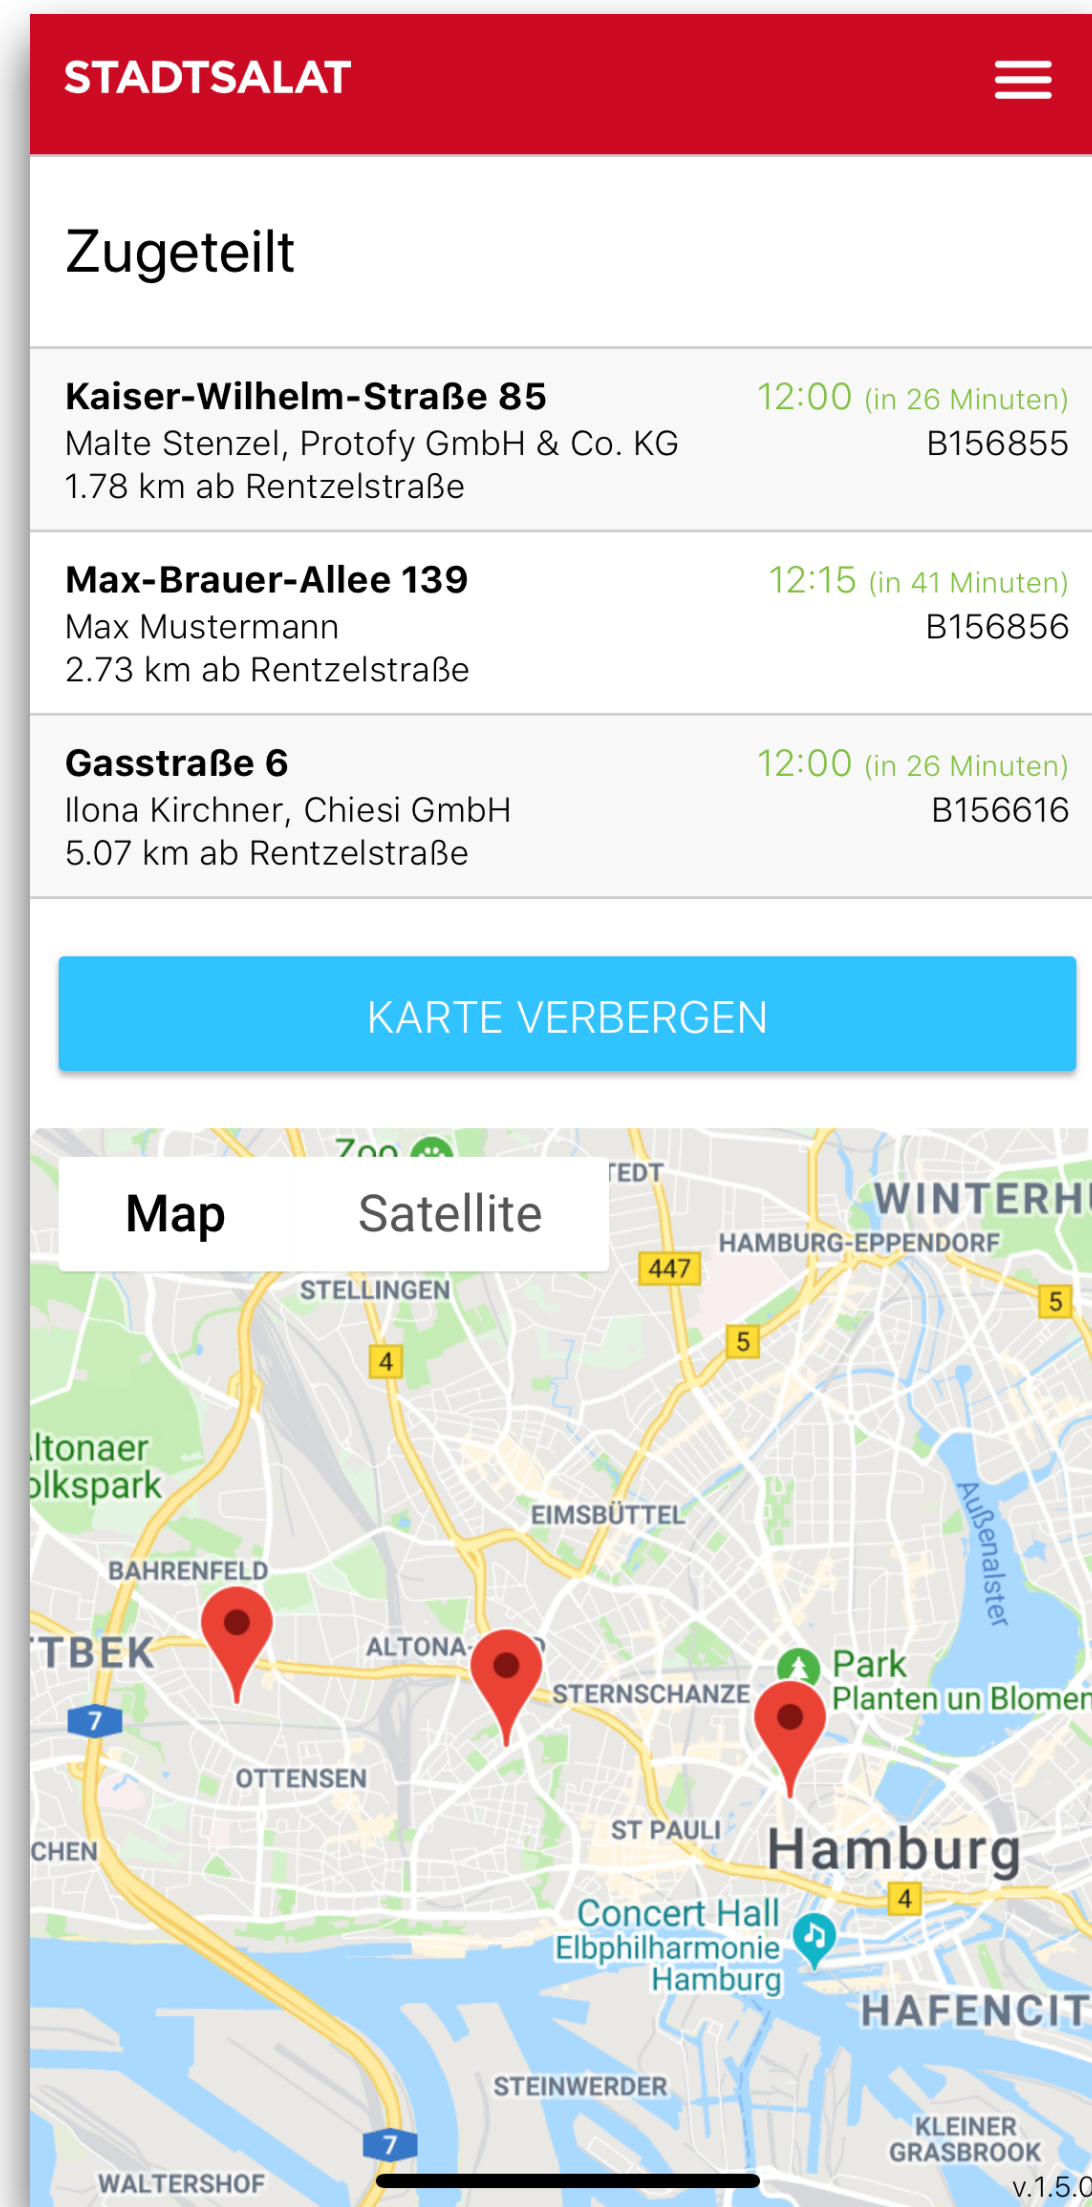 STADTSALAT
Zugeteilt
Kaiser-Wilhelm-Straße 85
12:00 (in 26 Minuten)
Malte Stenzel, Protofy GmbH & Co. KG
B156855
1.78 km ab Rentzelstraße
Max-Brauer-Allee 139
12:15 (in 41 Minuten)
Max Mustermann
B156856
2.73 km ab Rentzelstraße
Gasstraße 6
12:00 (in 26 Minuten)
Ilona Kirchner, Chiesi GmbH
B156616
5.07 km ab Rentzelstraße
KARTE VERBERGEN
Zoo
Map
Satellite
TEDT
WINTERH
HAMBURG-EPPENDORF
447
STELLINGEN
5
5
4
ltonaer
olkspark
Außenalster
EIMSBÜTTEL
BAHRENFELD
TBEK
ALTONA-
Park
Planten un Blomen
STERNSCHANZE
7
OTTENSEN
ST PAULI
CHEN
Hamburg
4
Concert Hall
Elbphilharmonie
Hamburg
HAFENCIT
STEINWERDER
KLEINER
GRASBROOK
7
WALTERSHOF
v.1.5.0